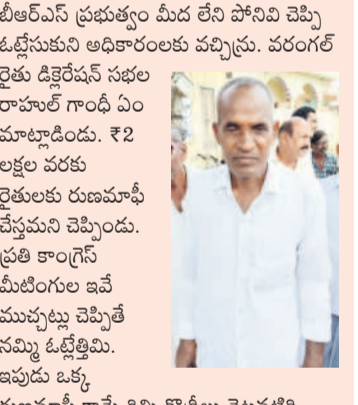 బీఆర్ఎస్ ప్రభుత్వం మీద లేని పోనివి చెప్పి
ఓట్లేసుకుని అధికారంలకు వచ్చిన్రు. వరంగల్
రైతు డిక్లెరేషన్ సభల
రాహుల్ గాంధీ ఏం
మాట్లాడిండు. ₹2
లక్షల వరకు
రైతులకు రుణమాఫీ
చేస్తమని చెప్పిండు.
ప్రతి కాంగ్రెస్
మీటింగుల ఇవే
ముచ్చట్లు చెప్పితే
నమ్మి ఓట్లేత్తిమి.
ఇపుడు ఒక్క